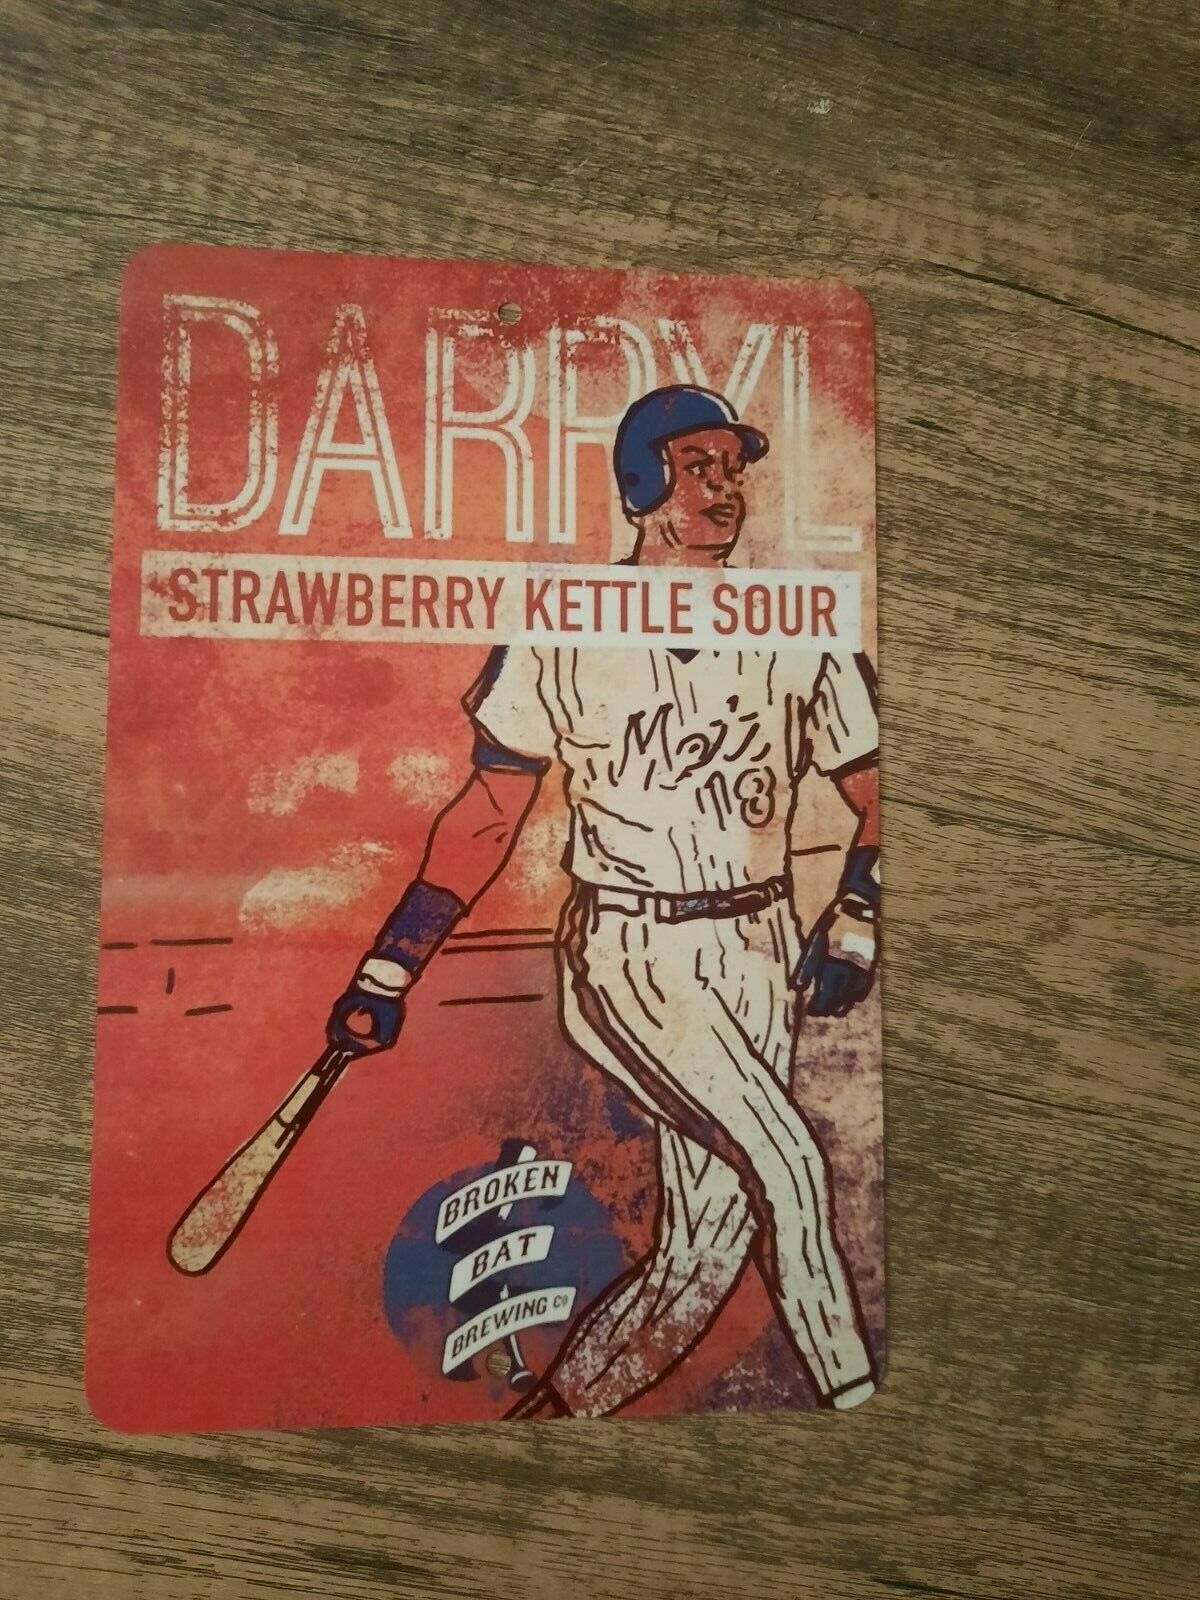 DARRYL
STRAWBERRY KETTLE SOUR
Mets
18
BROKEN
BAT
BREWING CO